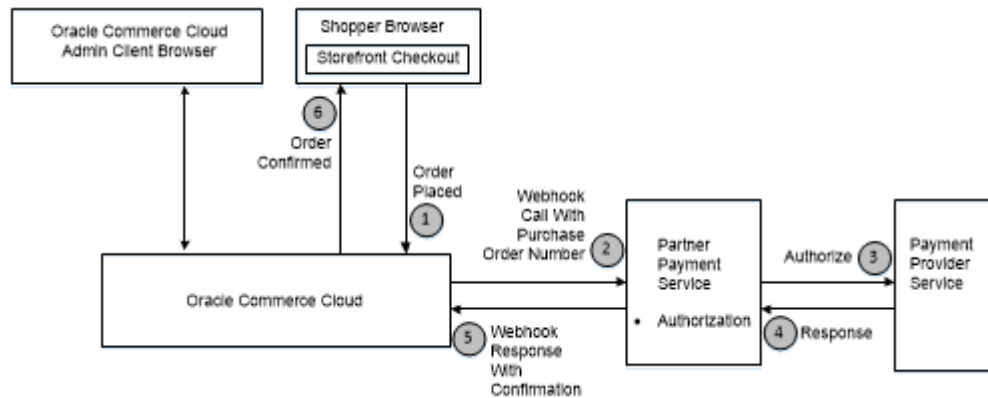 Oracle Commerce Cloud
Admin Client Browser
Shopper Browser
Storefront Checkout
6
Order
Confirmed
Order
Placed
1
Webhook
Call With
Purchase
Order Number
2
Partner
Payment
Service
• Authorization
Authorize
3
Payment
Provider
Service
Oracle Commerce Cloud
5
Webhook
Response
With
Confirmation
4
Response